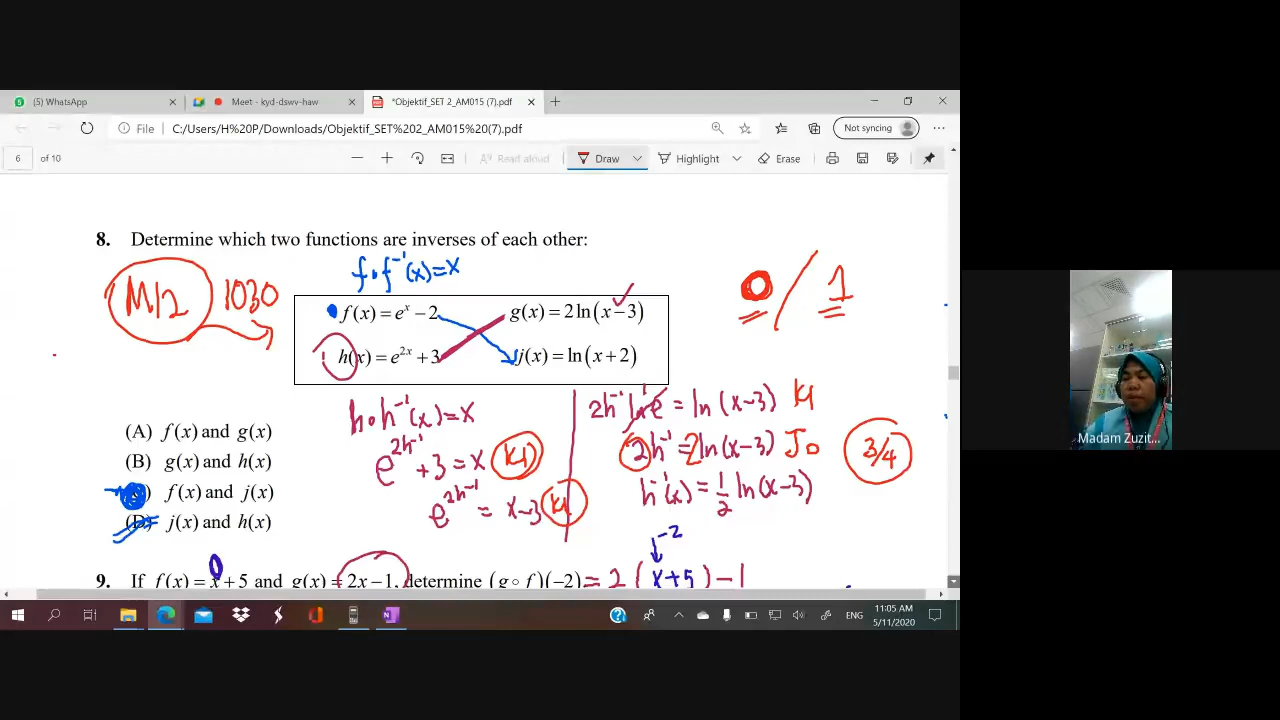 (5) WhatsApp
Meet - kyd-dswv-haw
*Objektif_SET 2_AM015 (7).pdf
File C:/Users/H%20P/Downloads/Objektif_SET%202_AM015%20(7).pdf
Not syncing
6 of 10
Read aloud
Draw
Highlight
Erase
8. Determine which two functions are inverses of each other:
f∘f⁻¹(x)=x
M12 1030
0 / 1
f(x) = eˣ − 2 g(x) = 2 ln(x − 3)
h(x) = e²ˣ + 3 j(x) = ln(x + 2)
(A) f(x) and g(x)
(B) g(x) and h(x)
f(x) and j(x)
(D) j(x) and h(x)
h∘h⁻¹(x)=x
e^2h⁻¹ + 3 = x K1
e^2h⁻¹ = x−3 K1
2h⁻¹ ln e = ln(x−3) K1
1
2h⁻¹ = 2ln(x−3) J0
3/4
h⁻¹(x) = 1/2 ln(x−3)
−2
9. If f(x) = x + 5 and g(x) = 2x − 1, determine (g ∘ f)(−2) = 2(x+5)−1
Madam Zuzit...
ENG
11:05 AM
5/11/2020